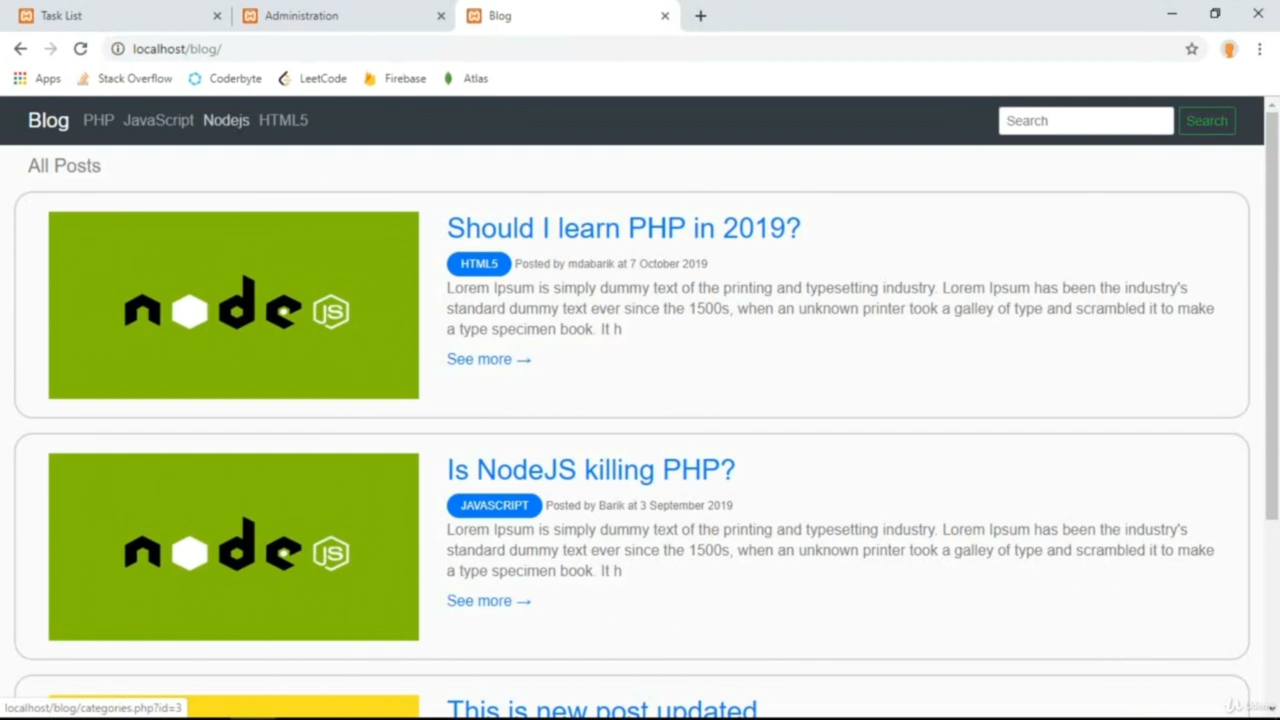 Task List
Administration
Blog
localhost/blog/
Apps
Stack Overflow
Coderbyte
LeetCode
Firebase
Atlas
Blog PHP JavaScript Nodejs HTML5
Search
Search
All Posts
node JS
Should I learn PHP in 2019?
HTML5 Posted by mdabarik at 7 October 2019
Lorem Ipsum is simply dummy text of the printing and typesetting industry. Lorem Ipsum has been the industry's
standard dummy text ever since the 1500s, when an unknown printer took a galley of type and scrambled it to make
a type specimen book. It h
See more →
node JS
Is NodeJS killing PHP?
JAVASCRIPT Posted by Barik at 3 September 2019
Lorem Ipsum is simply dummy text of the printing and typesetting industry. Lorem Ipsum has been the industry's
standard dummy text ever since the 1500s, when an unknown printer took a galley of type and scrambled it to make
a type specimen book. It h
See more →
This is new post updated
localhost/blog/categories.php?id=3